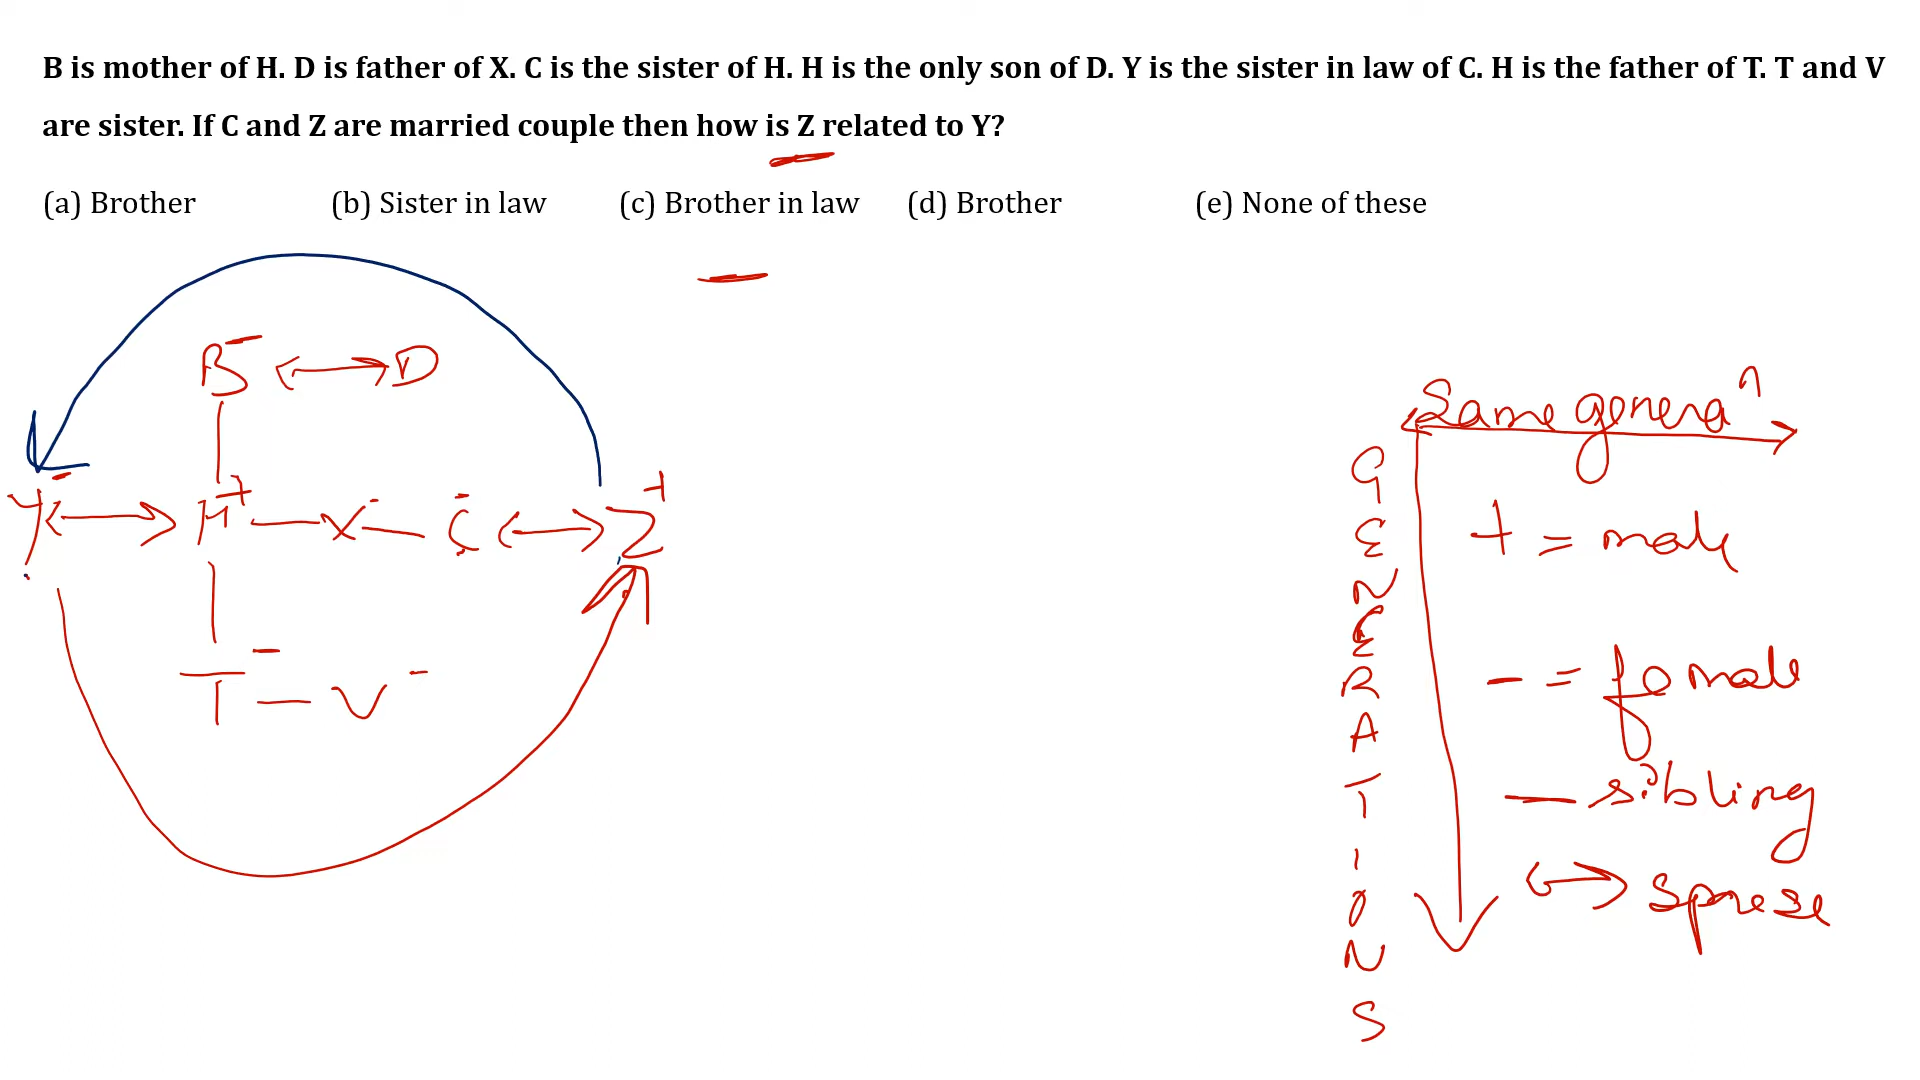 B is mother of H. D is father of X. C is the sister of H. H is the only son of D. Y is the sister in law of C. H is the father of T. T and V
are sister. If C and Z are married couple then how is Z related to Y?
(a) Brother (b) Sister in law (c) Brother in law (d) Brother (e) None of these
B - ↔ D
Y - ↔ H + — X - — C - ↔ Z +
T - — V -
Same genera^n
GENERATIONS
+ = male
- = female
— sibling
↔ spouse